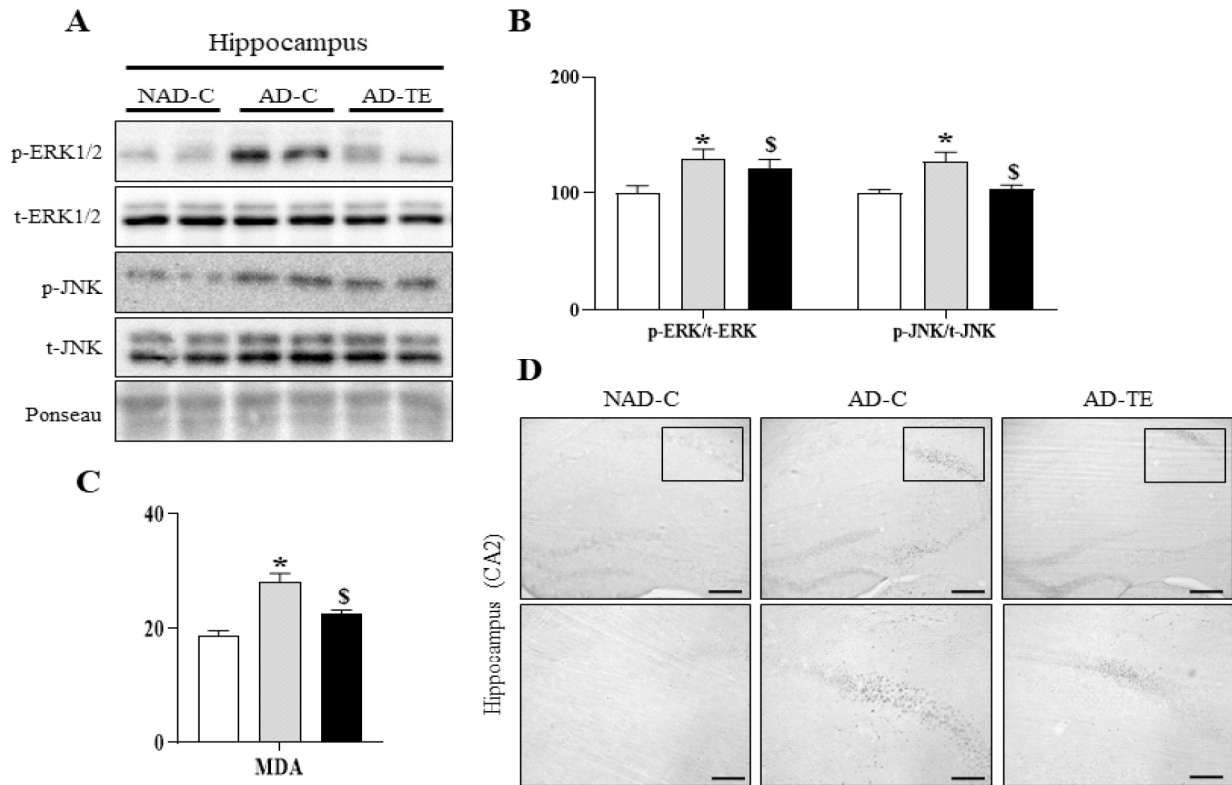 A
Hippocampus
NAD-C AD-C AD-TE
p-ERK1/2
t-ERK1/2
p-JNK
t-JNK
Ponseau
B
200
100
0
* $ * $
p-ERK/t-ERK p-JNK/t-JNK
C
40
20
0
* $
MDA
D
NAD-C AD-C AD-TE
Hippocampus (CA2)